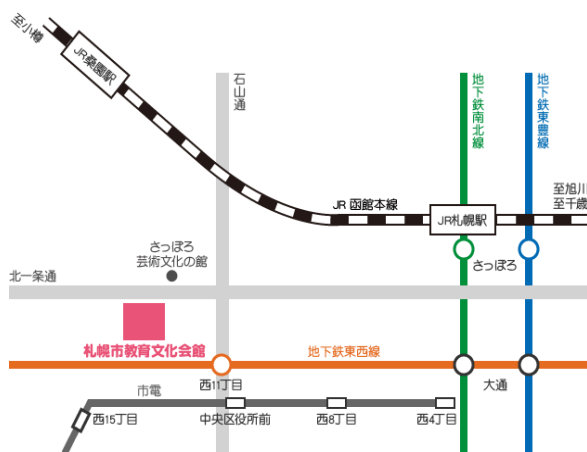 至小樽
JR桑園駅
石山通
地下鉄南北線
地下鉄東豊線
JR 函館本線
JR札幌駅
至旭川
至千歳
さっぽろ
芸術文化の館
さっぽろ
北一条通
札幌市教育文化会館
地下鉄東西線
西11丁目
大通
市電
西15丁目
中央区役所前
西8丁目
西4丁目